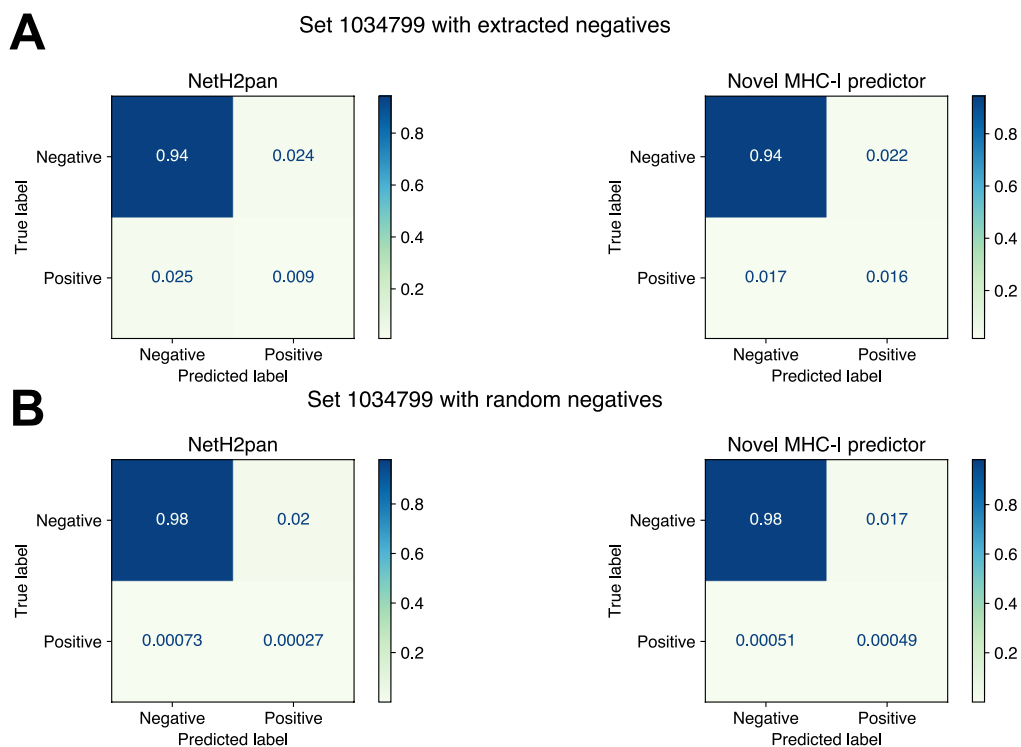 A
Set 1034799 with extracted negatives
NetH2pan
Novel MHC-I predictor
True label
Negative
Positive
0.94
0.024
0.025
0.009
Negative
Positive
Predicted label
0.8
0.6
0.4
0.2
True label
Negative
Positive
0.94
0.022
0.017
0.016
Negative
Positive
Predicted label
0.8
0.6
0.4
0.2
B
Set 1034799 with random negatives
NetH2pan
Novel MHC-I predictor
True label
Negative
Positive
0.98
0.02
0.00073
0.00027
Negative
Positive
Predicted label
0.8
0.6
0.4
0.2
True label
Negative
Positive
0.98
0.017
0.00051
0.00049
Negative
Positive
Predicted label
0.8
0.6
0.4
0.2